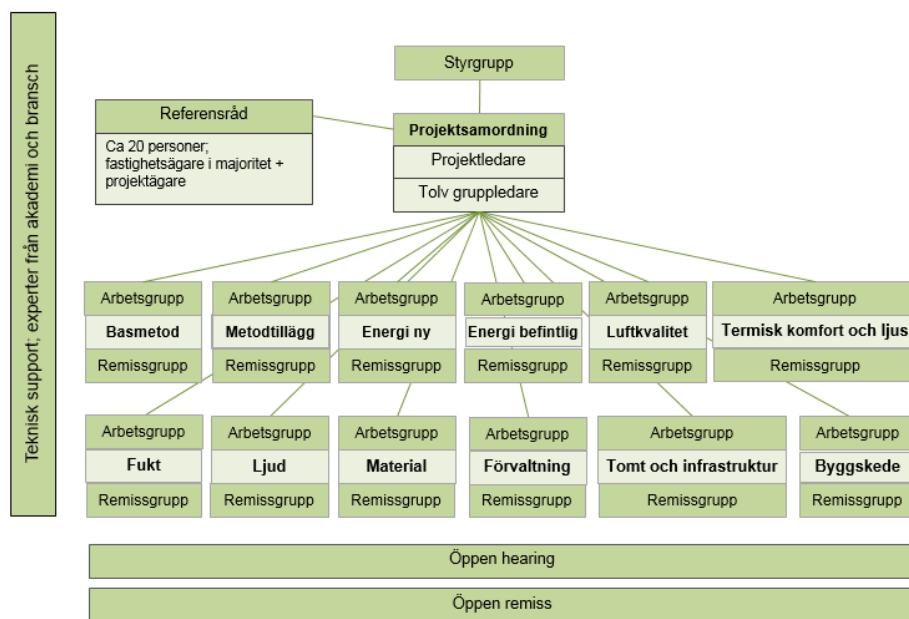 Teknisk support; experter från akademi och bransch
Styrgrupp
Referensråd
Ca 20 personer;
fastighetsägare i majoritet +
projektägare
Projektsamordning
Projektledare
Tolv gruppledare
Arbetsgrupp
Basmetod
Remissgrupp
Arbetsgrupp
Metodtillägg
Remissgrupp
Arbetsgrupp
Energi ny
Remissgrupp
Arbetsgrupp
Energi befintlig
Remissgrupp
Arbetsgrupp
Luftkvalitet
Remissgrupp
Arbetsgrupp
Termisk komfort och ljus
Remissgrupp
Arbetsgrupp
Fukt
Remissgrupp
Arbetsgrupp
Ljud
Remissgrupp
Arbetsgrupp
Material
Remissgrupp
Arbetsgrupp
Förvaltning
Remissgrupp
Arbetsgrupp
Tomt och infrastruktur
Remissgrupp
Arbetsgrupp
Byggskede
Remissgrupp
Öppen hearing
Öppen remiss